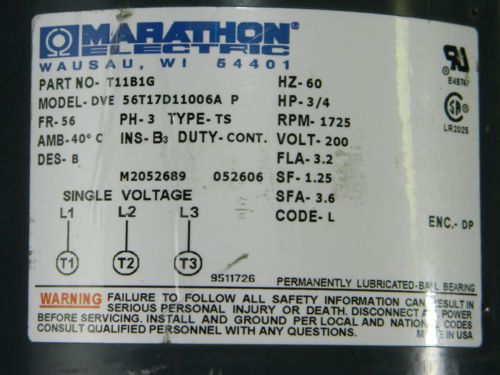 MARATHON
ELECTRIC
WAUSAU, WI 54401
PART NO- T11B1G HZ-60
MODEL-DVE 56T17D11006A P HP-3/4
FR-56 PH-3 TYPE-TS RPM-1725
AMB-40° C INS-B3 DUTY-CONT. VOLT-200
DES-B FLA-3.2
M2052689 052606 SF-1.25
SINGLE VOLTAGE SFA-3.6
L1 L2 L3 CODE-L
ENC.-DP
T1 T2 T3
9511726 PERMANENTLY LUBRICATED-BALL BEARING
WARNING FAILURE TO FOLLOW ALL SAFETY INFORMATION CAN RESULT IN
SERIOUS PERSONAL INJURY OR DEATH. DISCONNECT ALL POWER
BEFORE SERVICING. INSTALL AND GROUND PER LOCAL AND NATIONAL CODES
CONSULT QUALIFIED PERSONNEL WITH ANY QUESTIONS. MADE IN USA
LR2025